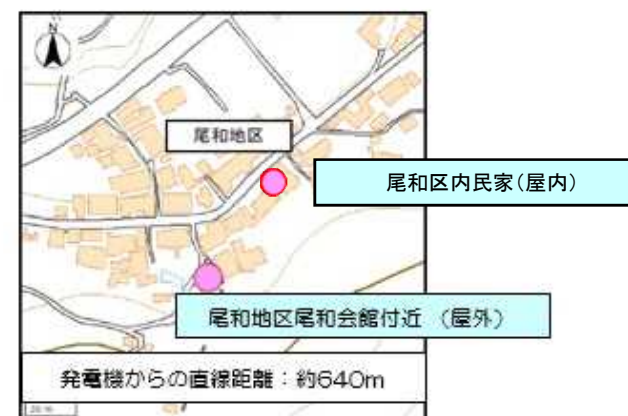 N
尾和地区
尾和区内民家(屋内)
尾和地区尾和会館付近 (屋外)
発電機からの直線距離：約640m
20 m